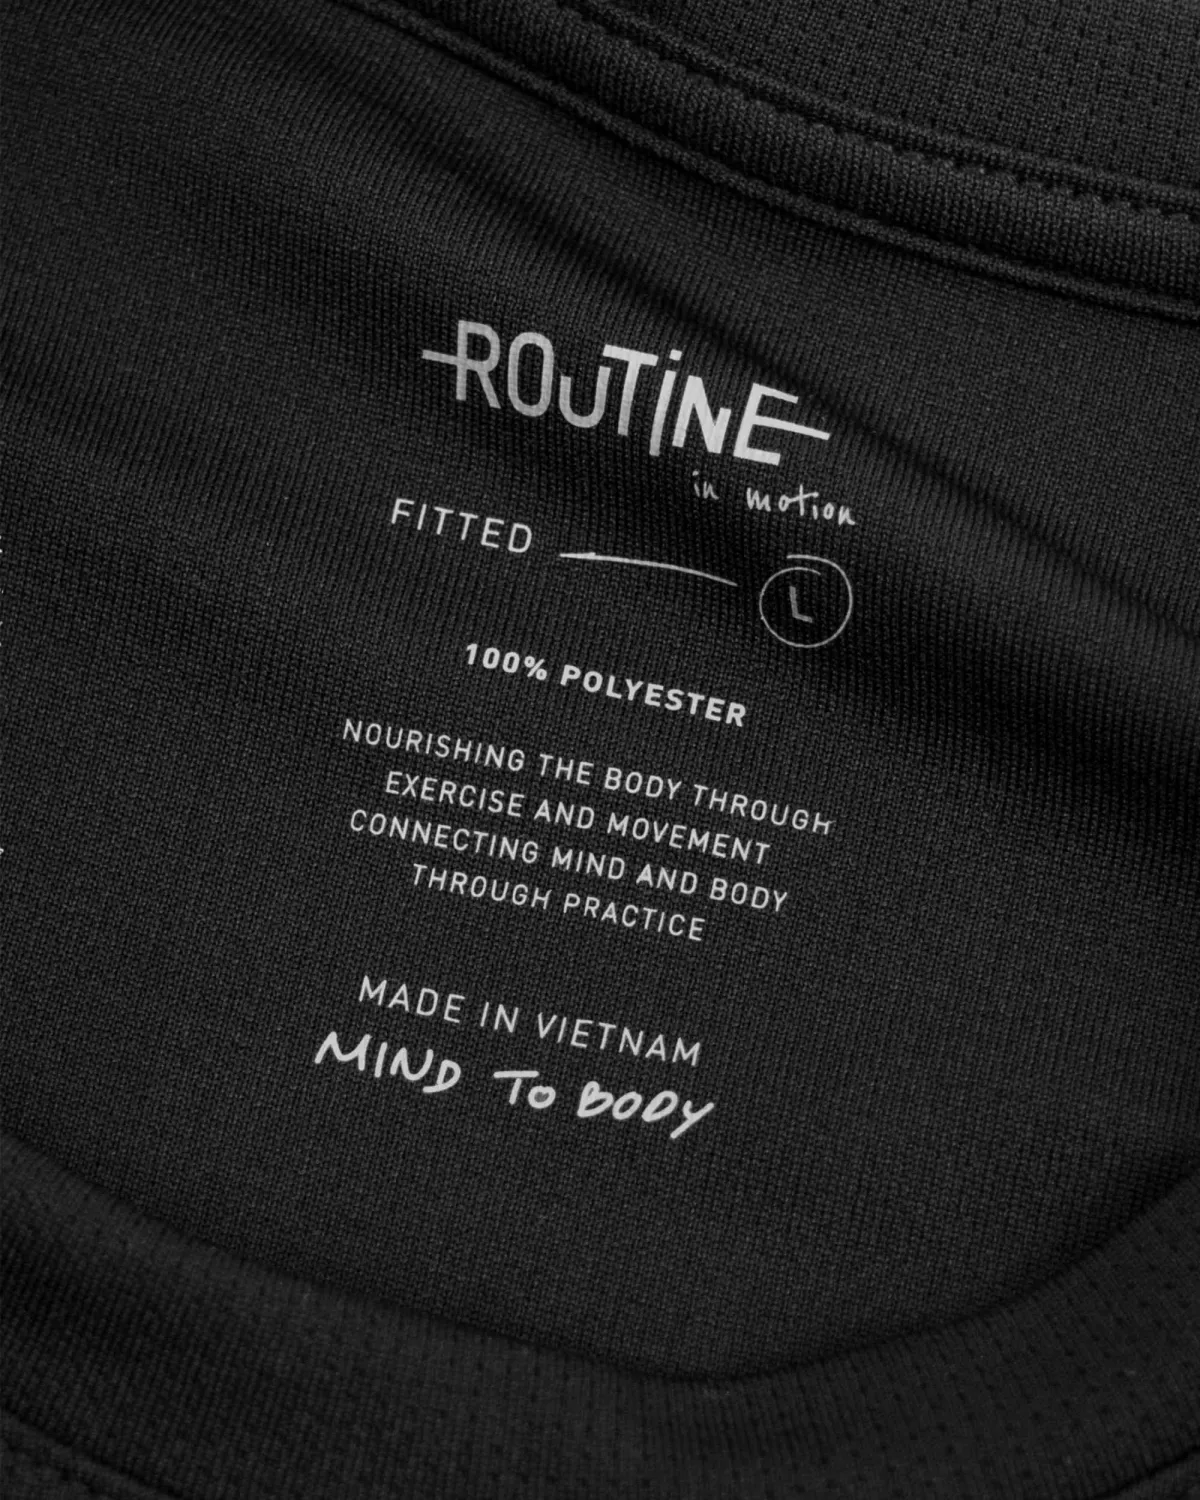 ROUTINE
in motion
FITTED L
100% POLYESTER
NOURISHING THE BODY THROUGH
EXERCISE AND MOVEMENT
CONNECTING MIND AND BODY
THROUGH PRACTICE
MADE IN VIETNAM
MIND TO BODY